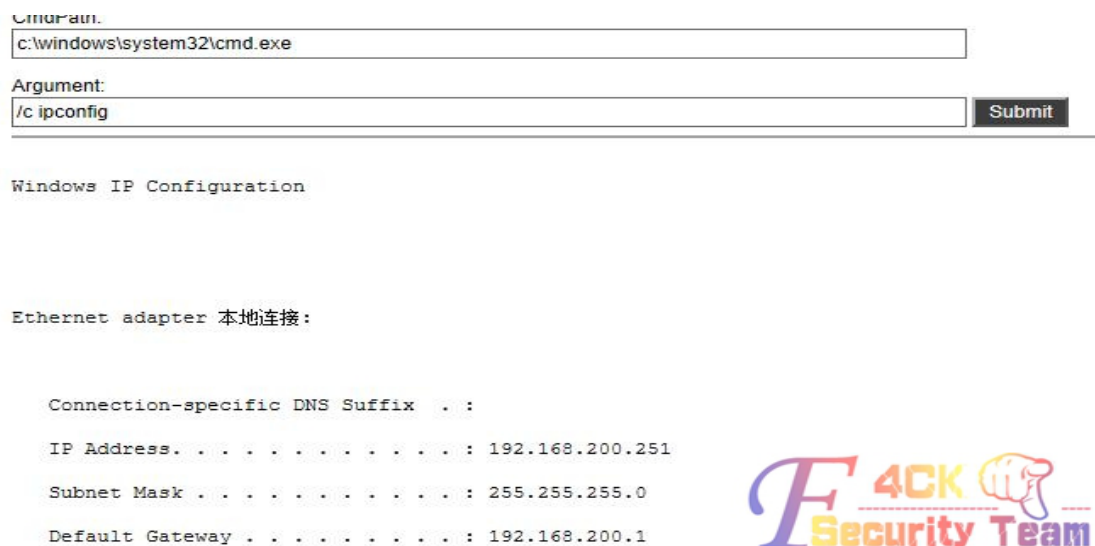 CmdPath:
c:\windows\system32\cmd.exe
Argument:
/c ipconfig
Submit
Windows IP Configuration
Ethernet adapter 本地连接:
Connection-specific DNS Suffix . :
IP Address. . . . . . . . . . . . : 192.168.200.251
Subnet Mask . . . . . . . . . . . : 255.255.255.0
Default Gateway . . . . . . . . . : 192.168.200.1
F4CK
Security Team